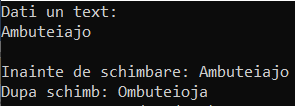 Dati un text:
Ambuteiajo
Inainte de schimbare: Ambuteiajo
Dupa schimb: Ombuteioja